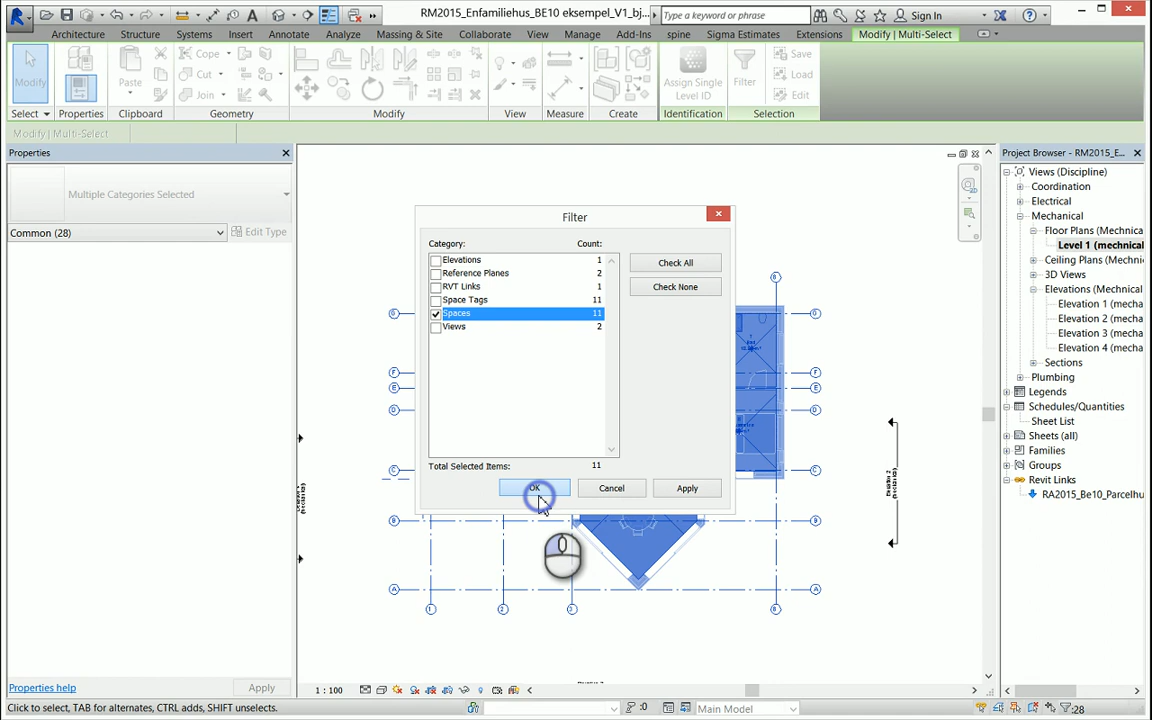 RM2015_Enfamiliehus_BE10 eksempel_V1_bj...
Type a keyword or phrase
Sign In
Architecture Structure Systems Insert Annotate Analyze Massing & Site Collaborate View Manage Add-Ins spine Sigma Estimates Extensions Modify | Multi-Select
Modify Paste Cope Cut Join Assign Single Level ID Filter Save Load Edit
Select Properties Clipboard Geometry Modify View Measure Create Identification Selection
Modify | Multi-Select
Properties
Multiple Categories Selected
Common (28) Edit Type
Properties help Apply
Filter
Category: Count:
Elevations 1
Reference Planes 2
RVT Links 1
Space Tags 11
Spaces 11
Views 2
Check All
Check None
Total Selected Items: 11
OK Cancel Apply
G G
F F
E E
D D
C C
B B
A A
1 2 3
1 : 100
Project Browser - RM2015_E...
Views (Discipline)
Coordination
Electrical
Mechanical
Floor Plans (Mechani
Level 1 (mechanical
Ceiling Plans (Mechani
3D Views
Elevations (Mechanical
Elevation 1 (mecha
Elevation 2 (mecha
Elevation 3 (mecha
Elevation 4 (mecha
Sections
Plumbing
Legends
Schedules/Quantities
Sheet List
Sheets (all)
Families
Groups
Revit Links
RA2015_Be10_Parcelhu
Click to select, TAB for alternates, CTRL adds, SHIFT unselects.
:0
Main Model
:28